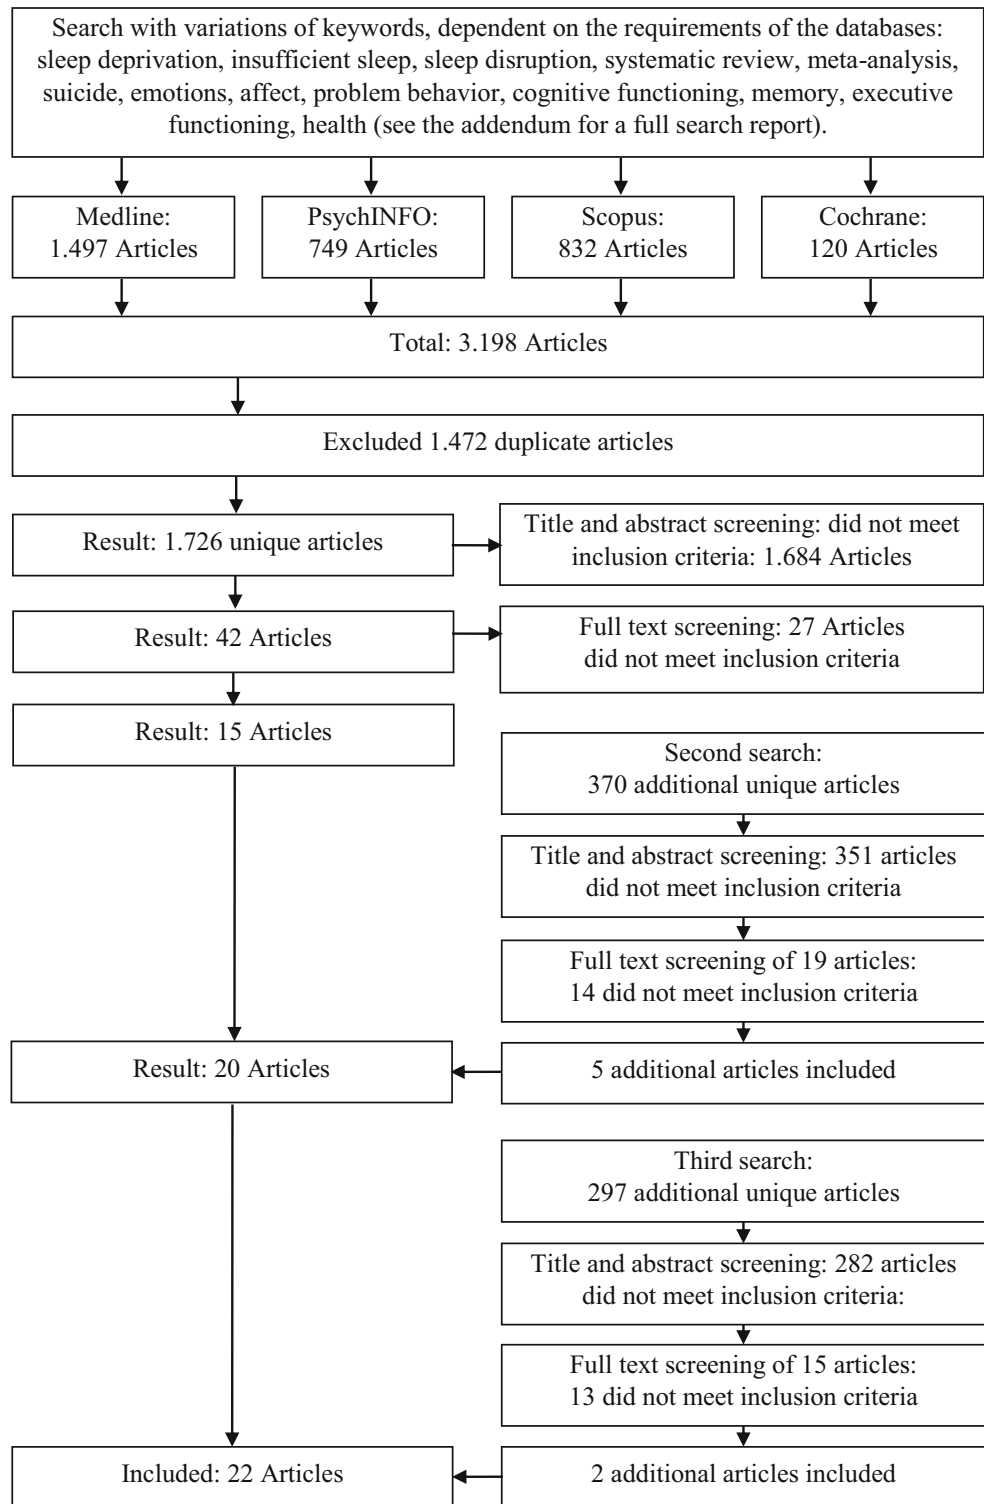 Search with variations of keywords, dependent on the requirements of the databases:
sleep deprivation, insufficient sleep, sleep disruption, systematic review, meta-analysis,
suicide, emotions, affect, problem behavior, cognitive functioning, memory, executive
functioning, health (see the addendum for a full search report).
Medline:
1.497 Articles
PsychINFO:
749 Articles
Scopus:
832 Articles
Cochrane:
120 Articles
Total: 3.198 Articles
Excluded 1.472 duplicate articles
Result: 1.726 unique articles
Title and abstract screening: did not meet
inclusion criteria: 1.684 Articles
Result: 42 Articles
Full text screening: 27 Articles
did not meet inclusion criteria
Result: 15 Articles
Second search:
370 additional unique articles
Title and abstract screening: 351 articles
did not meet inclusion criteria
Full text screening of 19 articles:
14 did not meet inclusion criteria
Result: 20 Articles
5 additional articles included
Third search:
297 additional unique articles
Title and abstract screening: 282 articles
did not meet inclusion criteria:
Full text screening of 15 articles:
13 did not meet inclusion criteria
Included: 22 Articles
2 additional articles included